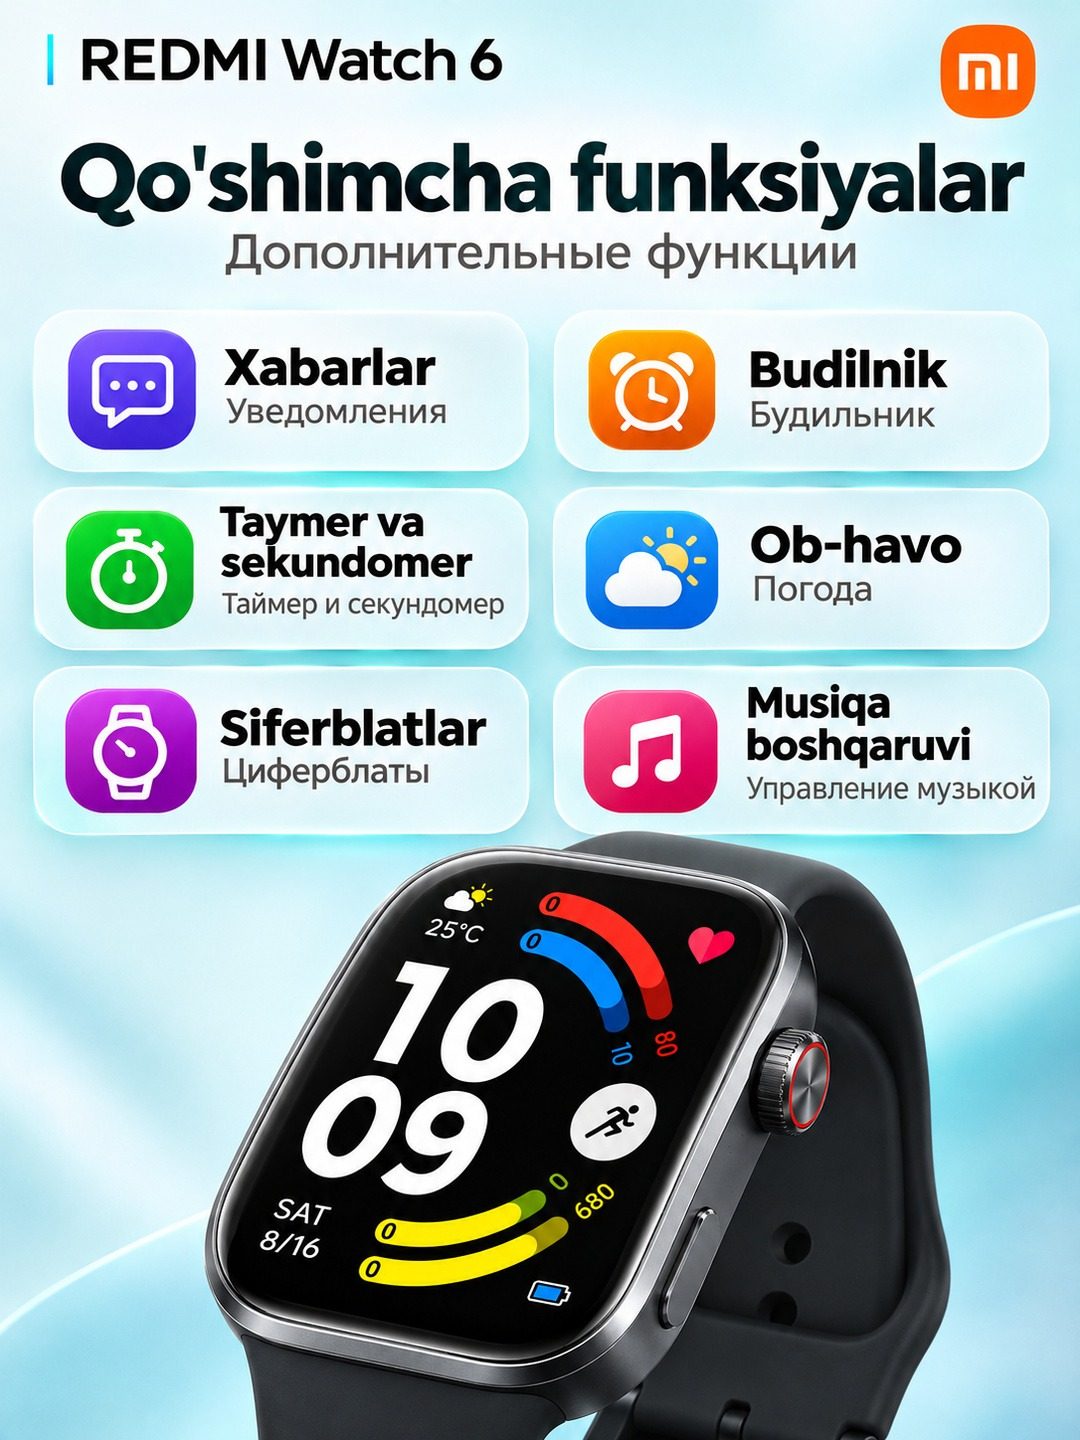 REDMI Watch 6
mi
Qo'shimcha funksiyalar
Дополнительные функции
Xabarlar
Уведомления
Budilnik
Будильник
Taymer va
sekundomer
Таймер и секундомер
Ob-havo
Погода
Siferblatlar
Циферблаты
Musiqa
boshqaruvi
Управление музыкой
25°C
0
0
10
80
10
09
SAT
8/16
0
0
0
680